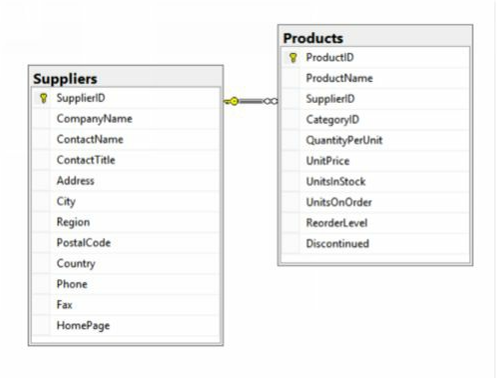 Suppliers
SupplierID
CompanyName
ContactName
ContactTitle
Address
City
Region
PostalCode
Country
Phone
Fax
HomePage
Products
ProductID
ProductName
SupplierID
CategoryID
QuantityPerUnit
UnitPrice
UnitsInStock
UnitsOnOrder
ReorderLevel
Discontinued